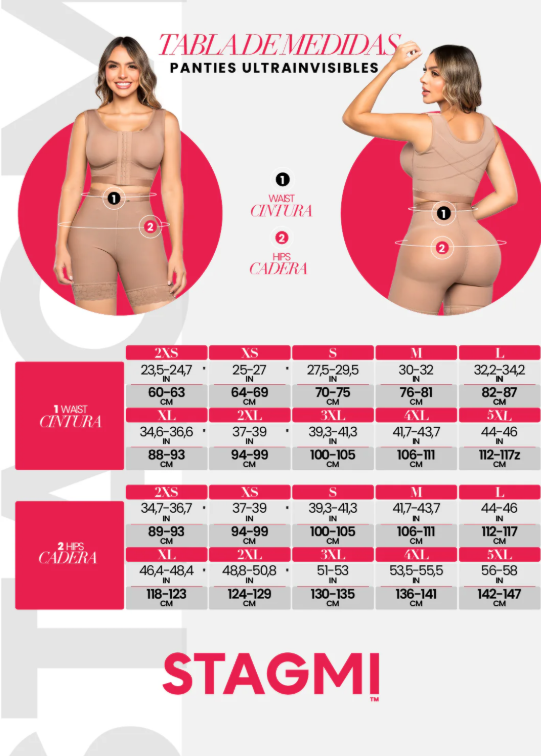 TABLA DE MEDIDAS
PANTIES ULTRAINVISIBLES
1
WAIST
CINTURA
2
HIPS
CADERA
1
2
1
2
2XS XS S M L
23,5-24,7 " 25-27 " 27,5-29,5 30-32 32,2-34,2
IN IN IN IN IN
60-63 64-69 70-75 76-81 82-87
CM CM CM CM CM
1 WAIST
CINTURA
XL 2XL 3XL 4XL 5XL
34,6-36,6 " 37-39 " 39,3-41,3 41,7-43,7 44-46
IN IN IN IN IN
88-93 94-99 100-105 106-111 112-117z
CM CM CM CM CM
2XS XS S M L
34,7-36,7 " 37-39 " 39,3-41,3 41,7-43,7 44-46
IN IN IN IN IN
89-93 94-99 100-105 106-111 112-117
CM CM CM CM CM
2 HIPS
CADERA
XL 2XL 3XL 4XL 5XL
46,4-48,4 " 48,8-50,8 " 51-53 53,5-55,5 56-58
IN IN IN IN IN
118-123 124-129 130-135 136-141 142-147
CM CM CM CM CM
STAGMI™